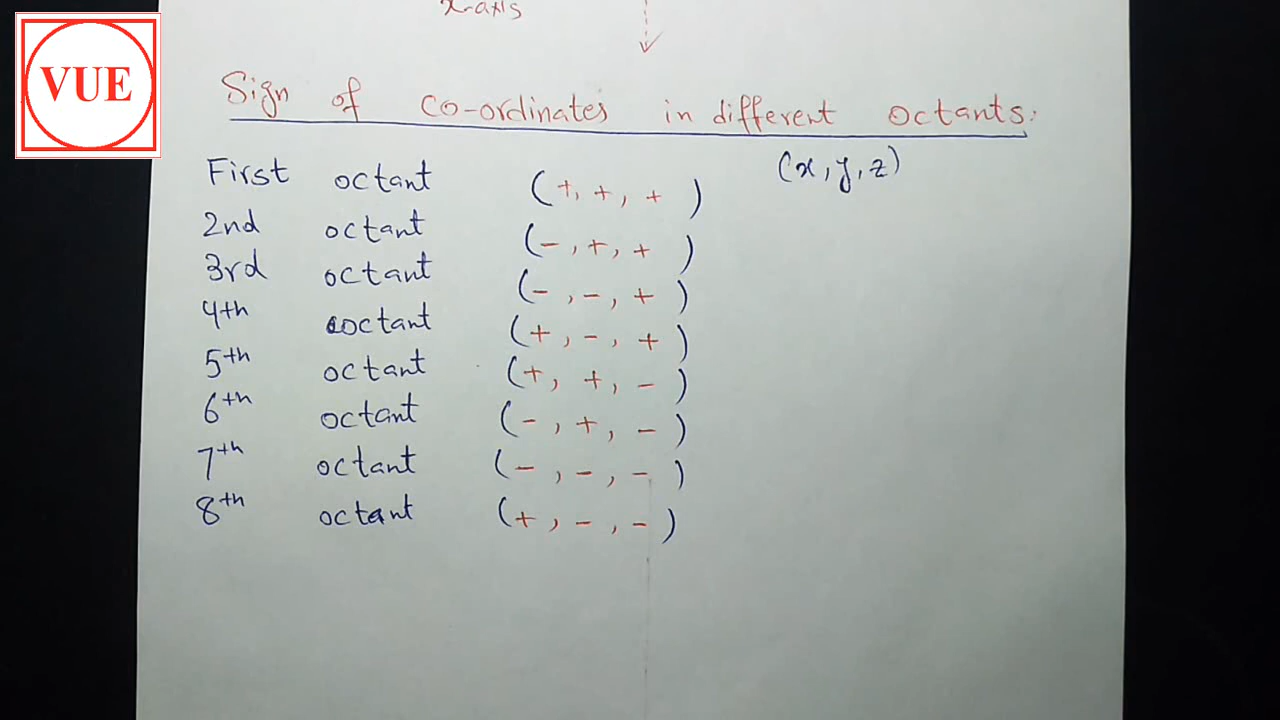 x-axis
VUE
Sign of co-ordinates in different octants:
(x, y, z)
First octant (+, +, +)
2nd octant (-, +, +)
3rd octant (-, -, +)
4th octant (+, -, +)
5th octant (+, +, -)
6th octant (-, +, -)
7th octant (-, -, -)
8th octant (+, -, -)